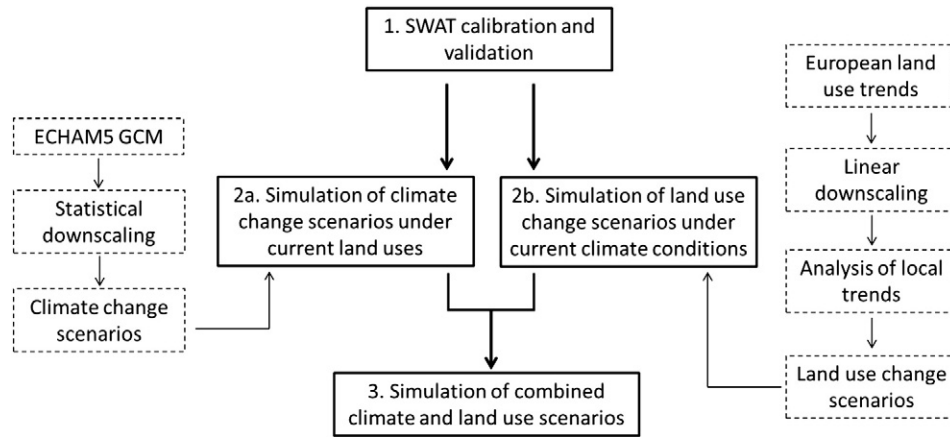 1. SWAT calibration and
validation
European land
use trends
ECHAM5 GCM
Linear
downscaling
2a. Simulation of climate
change scenarios under
current land uses
2b. Simulation of land use
change scenarios under
current climate conditions
Statistical
downscaling
Analysis of local
trends
Climate change
scenarios
Land use change
scenarios
3. Simulation of combined
climate and land use scenarios